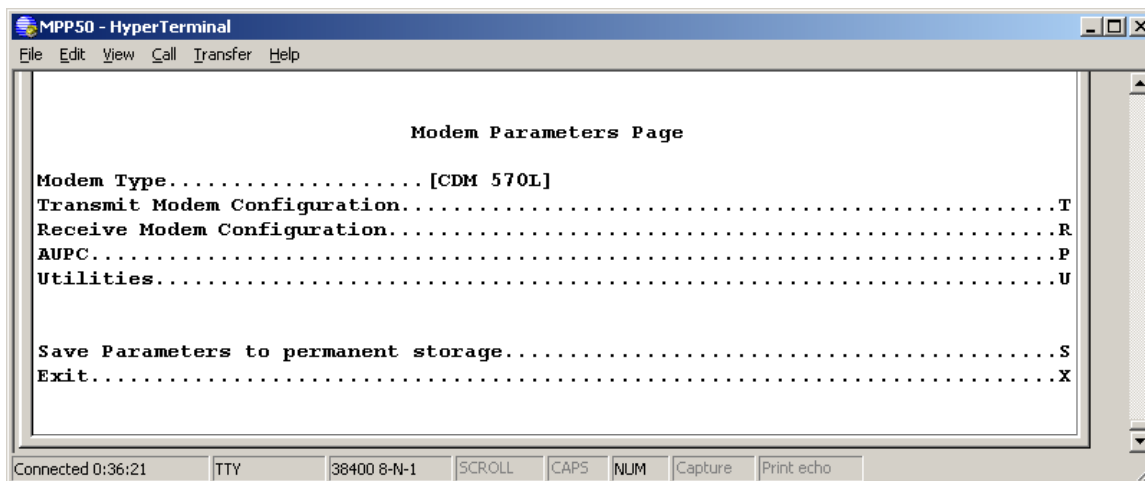 MPP50 - HyperTerminal
File Edit View Call Transfer Help
Modem Parameters Page
Modem Type....................[CDM 570L]
Transmit Modem Configuration...................................................T
Receive Modem Configuration....................................................R
AUPC...........................................................................P
Utilities......................................................................U
Save Parameters to permanent storage...........................................S
Exit...........................................................................X
Connected 0:36:21 TTY 38400 8-N-1 SCROLL CAPS NUM Capture Print echo